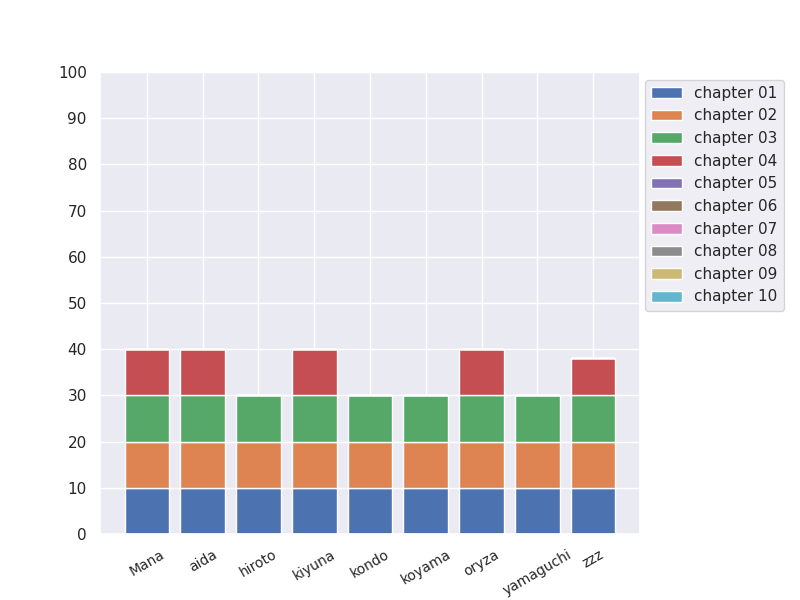 100
90
80
70
60
50
40
30
20
10
0
Mana
aida
hiroto
kiyuna
kondo
koyama
oryza
yamaguchi
zzz
chapter 01
chapter 02
chapter 03
chapter 04
chapter 05
chapter 06
chapter 07
chapter 08
chapter 09
chapter 10